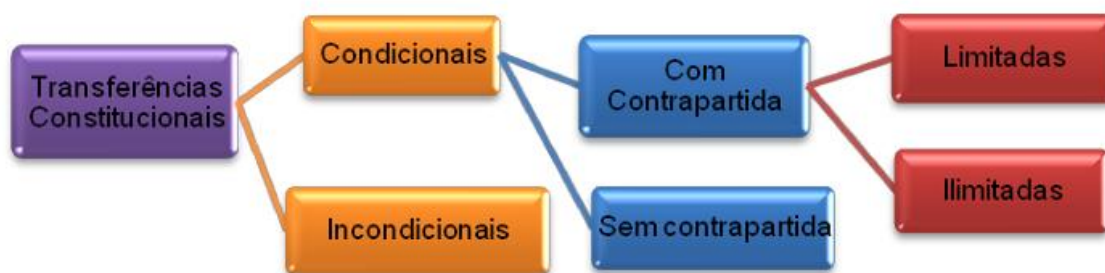 Transferências
Constitucionais
Condicionais
Incondicionais
Com
Contrapartida
Sem contrapartida
Limitadas
Ilimitadas